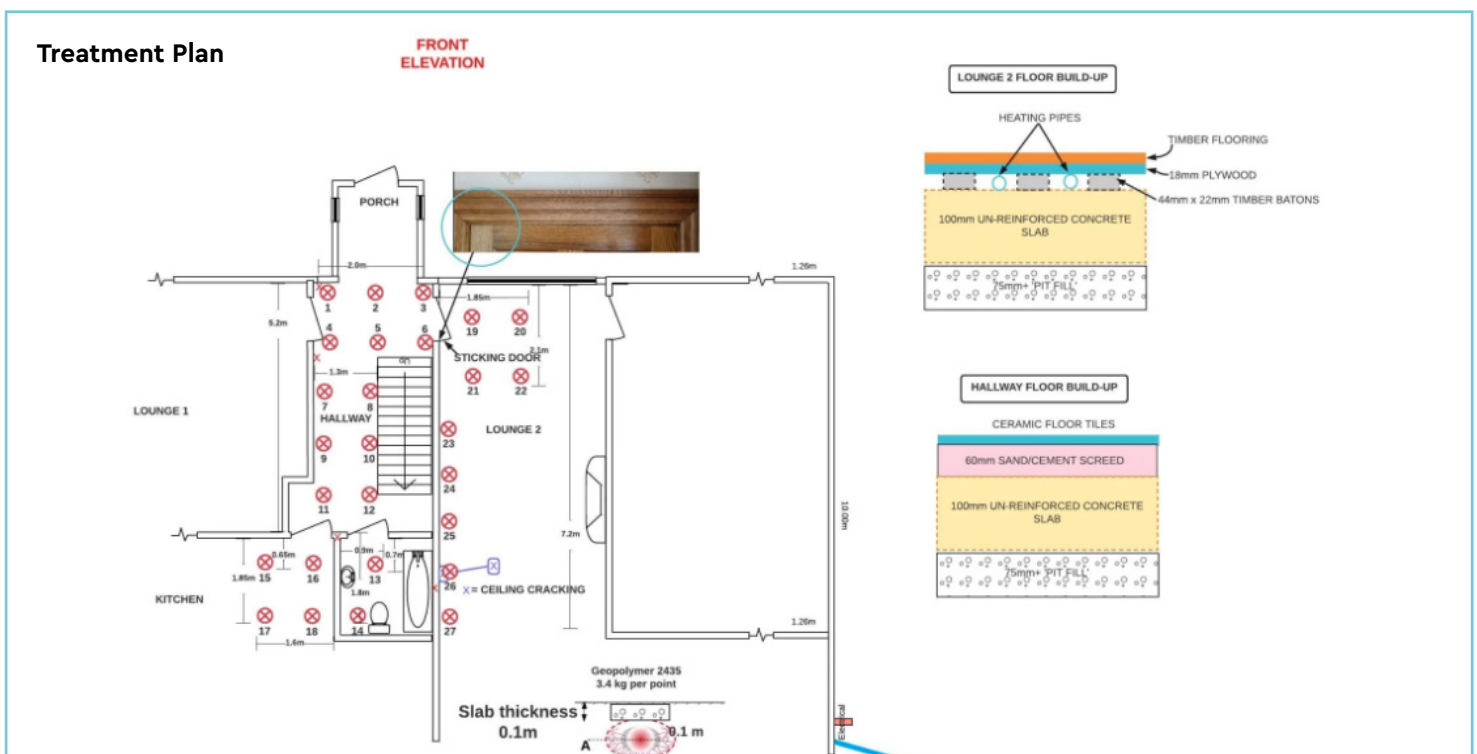 Treatment Plan
FRONT
ELEVATION
LOUNGE 2 FLOOR BUILD-UP
HEATING PIPES
TIMBER FLOORING
18mm PLYWOOD
44mm x 22mm TIMBER BATONS
100mm UN-REINFORCED CONCRETE
SLAB
75mm+ 'PIT FILL'
PORCH
2.0m
1.26m
1 2 3
1.85m
19 20
5.2m
4 5 6
UP
STICKING DOOR
2.1m
1.3m
21 22
7 8
HALLWAY
LOUNGE 1
LOUNGE 2
23
9 10
24
11 12
25
7.2m
10.00m
HALLWAY FLOOR BUILD-UP
CERAMIC FLOOR TILES
60mm SAND/CEMENT SCREED
100mm UN-REINFORCED CONCRETE
SLAB
75mm+ 'PIT FILL'
0.65m
0.9m
0.7m
15 16 13
1.85m
1.8m
26
X
X = CEILING CRACKING
KITCHEN
17 18 14 27
1.6m
1.26m
Geopolymer 2435
3.4 kg per point
Slab thickness
0.1m
0.1 m
A
Electrical